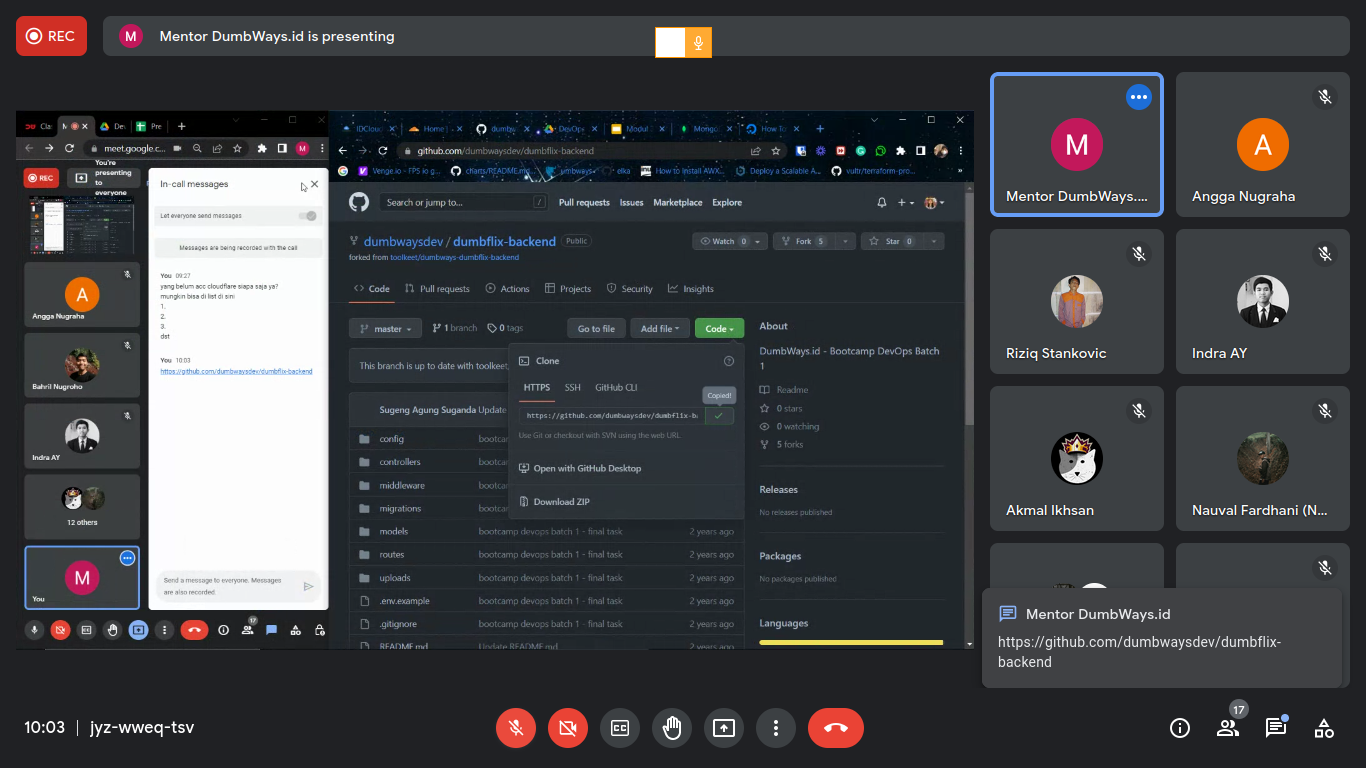 REC
M
Mentor DumbWays.id is presenting
Cla
De
Pre
meet.google.c
REC
You're presenting to everyone
In-call messages
Let everyone send messages
Messages are being recorded with the call
You 09:27
yang belum acc cloudflare siapa saja ya?
mungkin bisa di list di sini
1.
2.
3.
dst
You 10:03
https://github.com/dumbwaysdev/dumbflix-backend
A
Angga Nugraha
Bahril Nugroho
Indra AY
12 others
M
You
Send a message to everyone. Messages
are also recorded
17
IDClou
Home
dumbw
DevOps
Modul
Mongo
How To
github.com/dumbwaysdev/dumbflix-backend
Venge.io - FPS io g...
charts/README.md
umbways
elka
How to Install AWX...
Deploy a Scalable A...
vultr/terraform-pro...
Search or jump to...
/
Pull requests
Issues
Marketplace
Explore
dumbwaysdev / dumbflix-backend
Public
forked from toolkeet/dumbways-dumbflix-backend
Watch 0
Fork 5
Star 0
Code
Pull requests
Actions
Projects
Security
Insights
master
1 branch
0 tags
Go to file
Add file
Code
This branch is up to date with toolkeet,
Sugeng Agung Suganda Update
config bootca
controllers bootca
middleware bootca
migrations bootca
models bootcamp devops batch 1 - final task 2 years ago
routes bootcamp devops batch 1 - final task 2 years ago
uploads bootcamp devops batch 1 - final task 2 years ago
.env.example bootcamp devops batch 1 - final task 2 years ago
.gitignore bootcamp devops batch 1 - final task 2 years ago
README.md Update README.md 2 years ago
Clone
HTTPS
SSH
GitHub CLI
Copied!
https://github.com/dumbwaysdev/dumbflix-b
Use Git or checkout with SVN using the web URL.
Open with GitHub Desktop
Download ZIP
About
DumbWays.id - Bootcamp DevOps Batch
1
Readme
0 stars
0 watching
5 forks
Releases
No releases published
Packages
No packages published
Languages
M
Mentor DumbWays....
A
Angga Nugraha
Riziq Stankovic
Indra AY
Akmal Ikhsan
Nauval Fardhani (N...
Mentor DumbWays.id
https://github.com/dumbwaysdev/dumbflix-
backend
10:03 | jyz-wweq-tsv
17